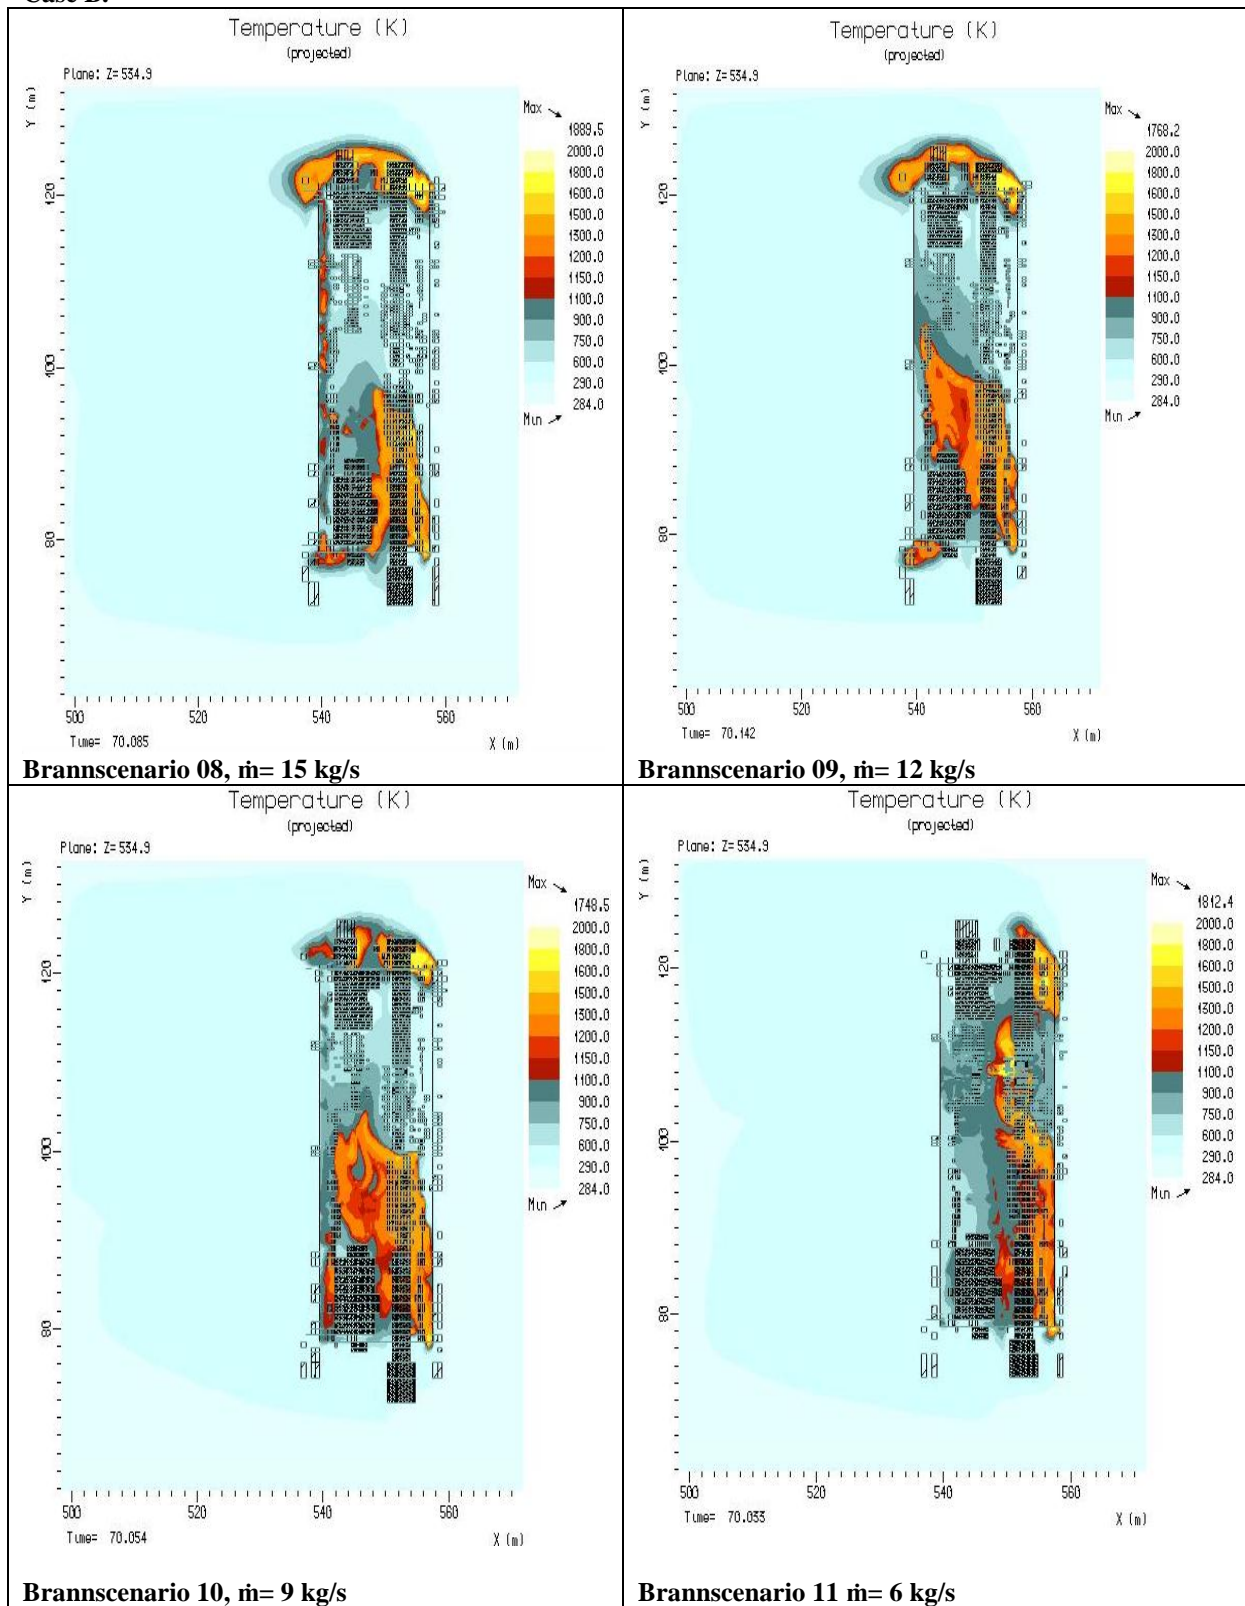 Case B:
Temperature (K)
(projected)
Plane: Z=534.9
Y (m)
Max
1889.5
2000.0
1800.0
1600.0
1500.0
1300.0
1200.0
1150.0
1100.0
900.0
750.0
600.0
290.0
284.0
Min
120
100
80
500 520 540 560
Time= 70.085
X (m)
Brannscenario 08, ṁ= 15 kg/s
Temperature (K)
(projected)
Plane: Z=534.9
Y (m)
Max
1768.2
2000.0
1800.0
1600.0
1500.0
1300.0
1200.0
1150.0
1100.0
900.0
750.0
600.0
290.0
284.0
Min
120
100
80
500 520 540 560
Time= 70.142
X (m)
Brannscenario 09, ṁ= 12 kg/s
Temperature (K)
(projected)
Plane: Z=534.9
Y (m)
Max
1748.5
2000.0
1800.0
1600.0
1500.0
1300.0
1200.0
1150.0
1100.0
900.0
750.0
600.0
290.0
284.0
Min
120
100
80
500 520 540 560
Time= 70.054
X (m)
Brannscenario 10, ṁ= 9 kg/s
Temperature (K)
(projected)
Plane: Z=534.9
Y (m)
Max
1812.4
2000.0
1800.0
1600.0
1500.0
1300.0
1200.0
1150.0
1100.0
900.0
750.0
600.0
290.0
284.0
Min
120
100
80
500 520 540 560
Time= 70.033
X (m)
Brannscenario 11 ṁ= 6 kg/s